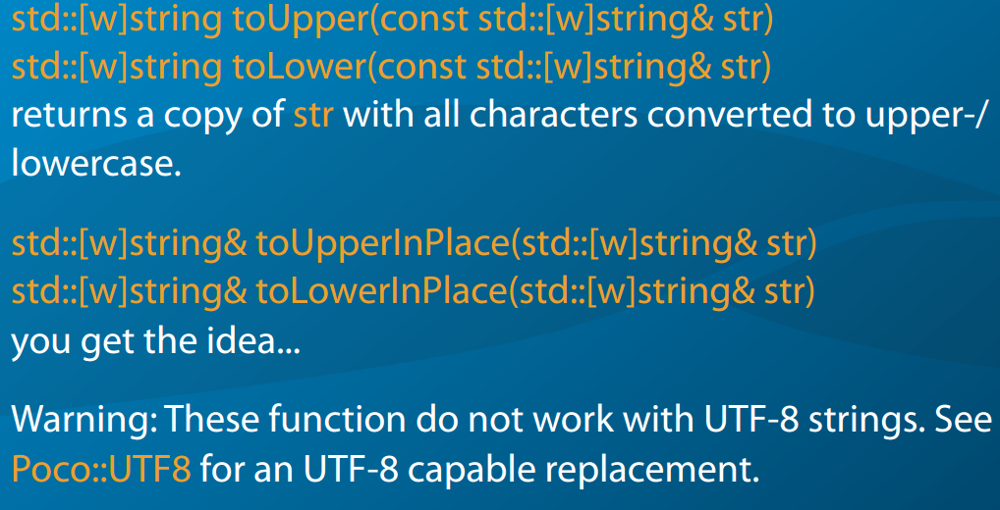 std::[w]string toUpper(const std::[w]string& str)
std::[w]string toLower(const std::[w]string& str)
returns a copy of str with all characters converted to upper-/
lowercase.
std::[w]string& toUpperInPlace(std::[w]string& str)
std::[w]string& toLowerInPlace(std::[w]string& str)
you get the idea...
Warning: These function do not work with UTF-8 strings. See
Poco::UTF8 for an UTF-8 capable replacement.